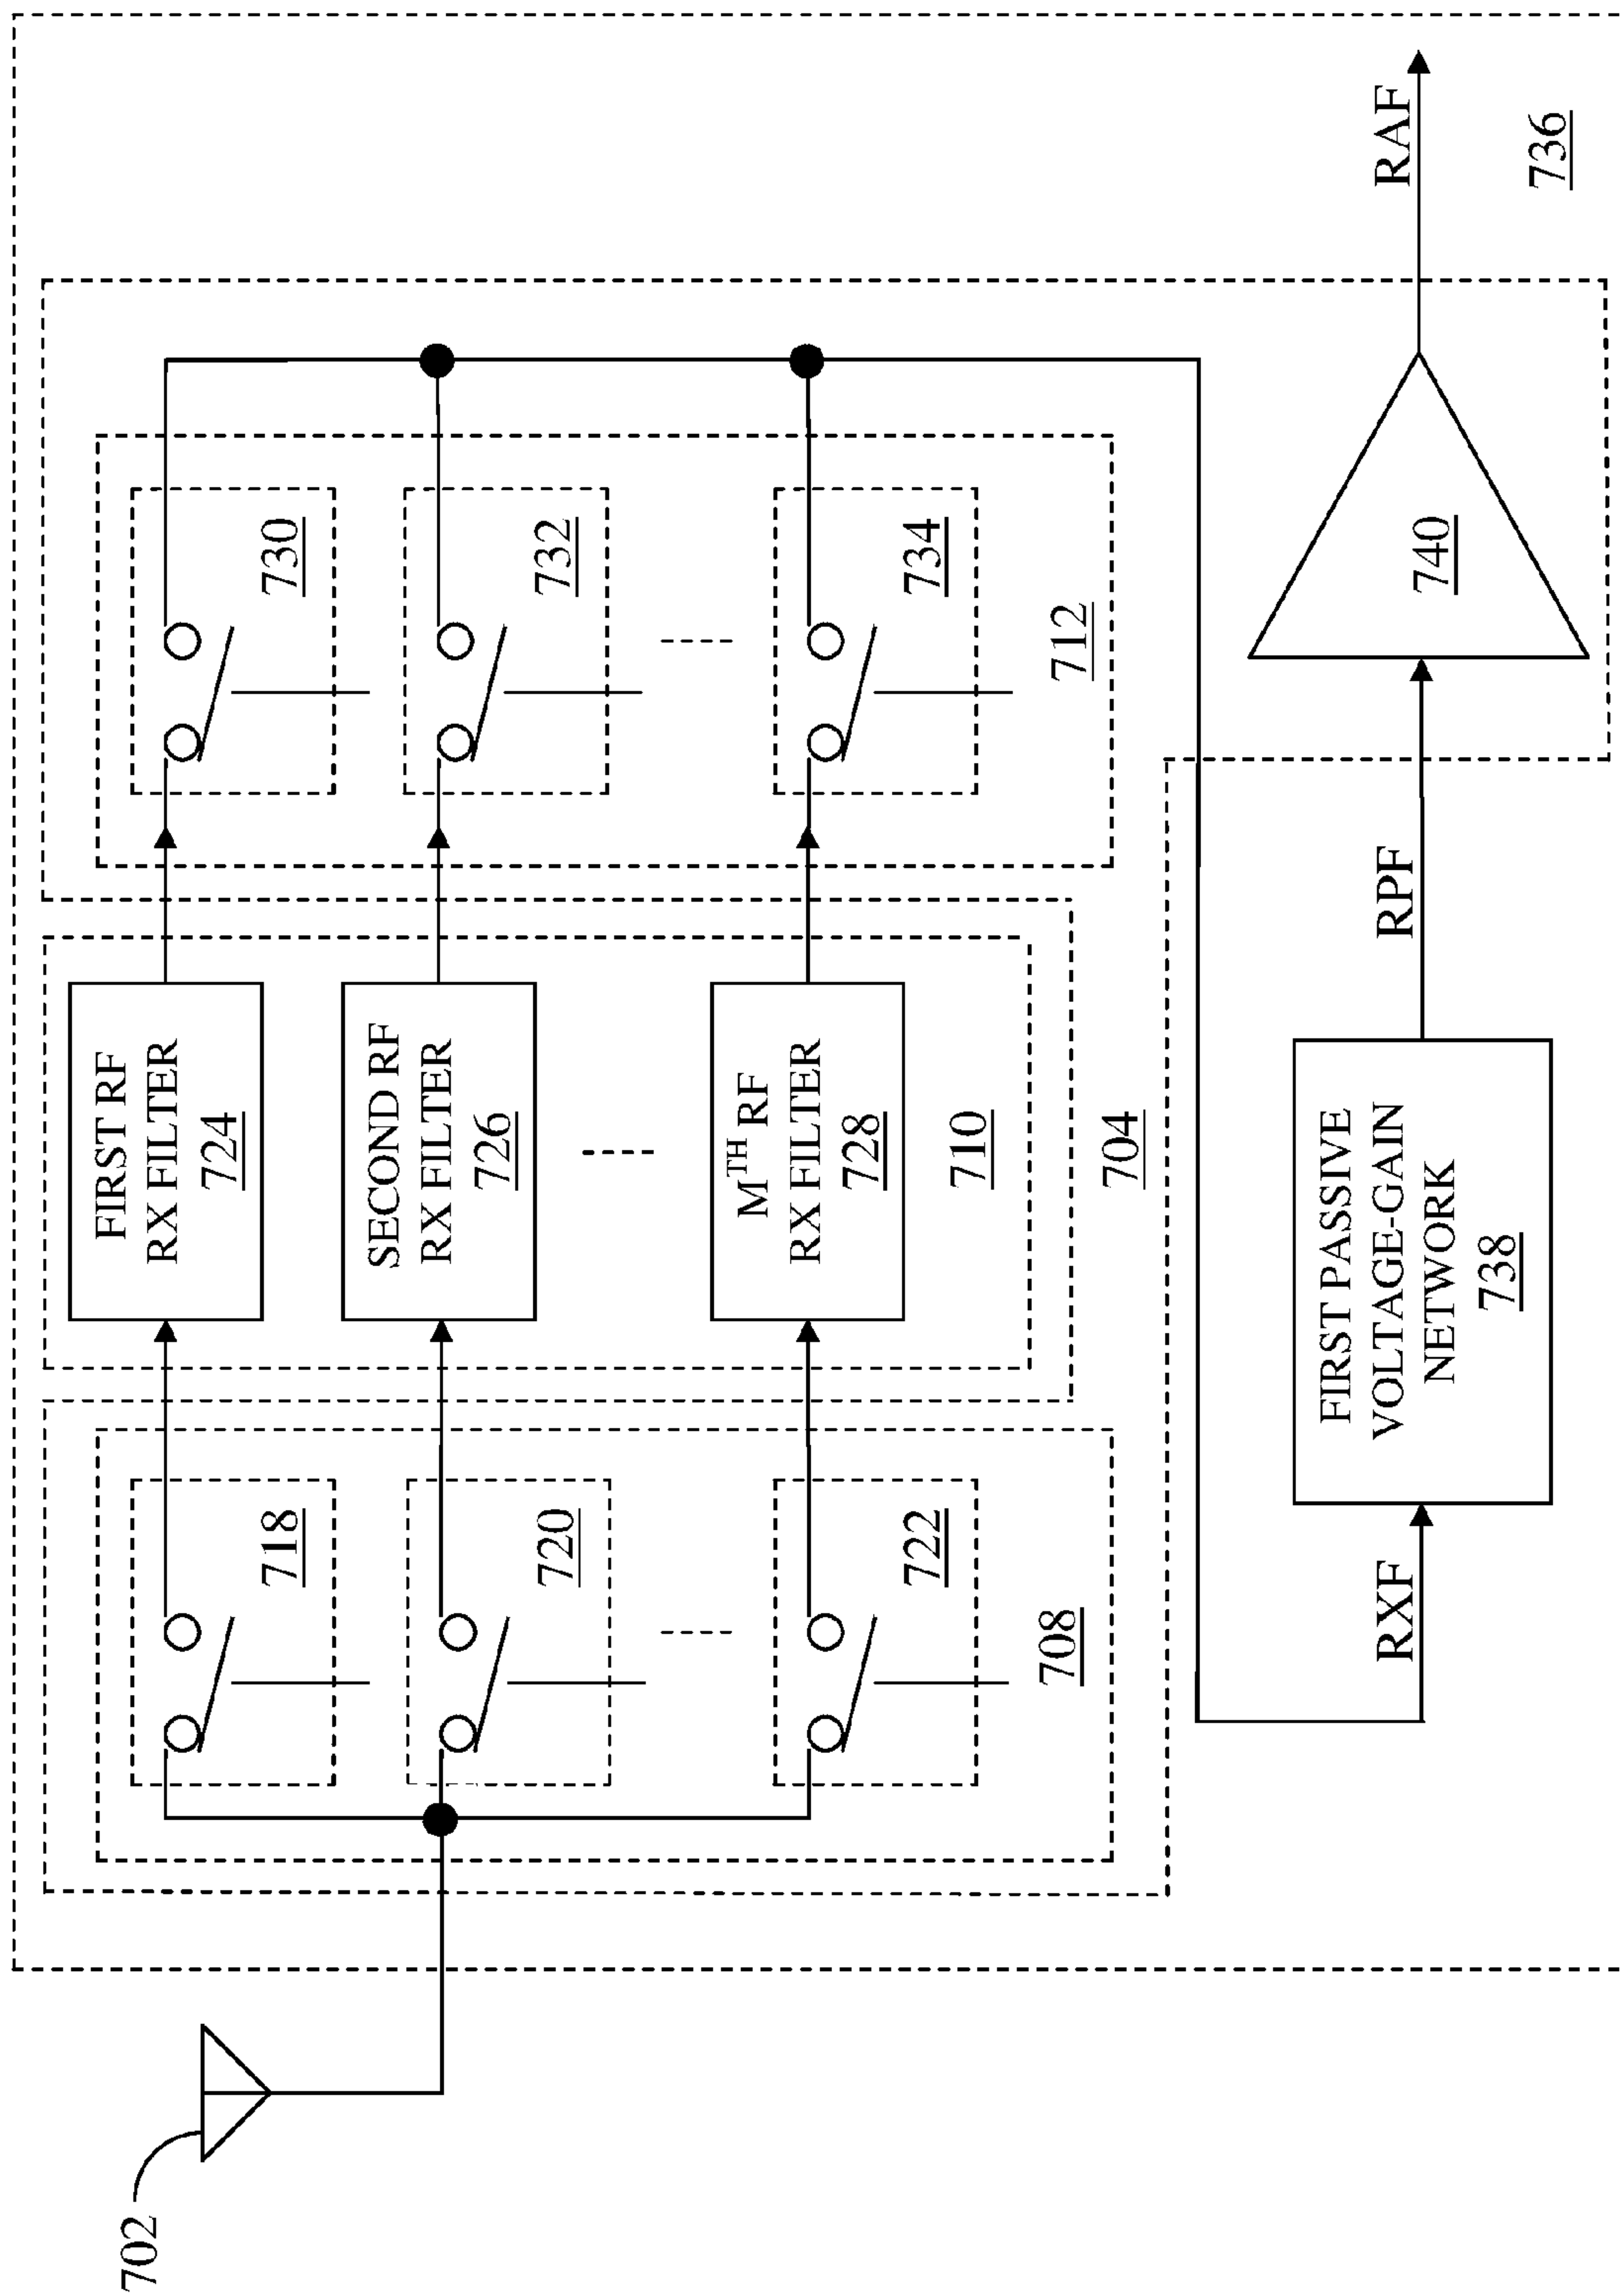 702
718
720
722
708
FIRST RF
RX FILTER
724
SECOND RF
RX FILTER
726
MTH RF
RX FILTER
728
710
704
730
732
734
712
RXF
FIRST PASSIVE
VOLTAGE-GAIN
NETWORK
738
RPF
740
RAF
736